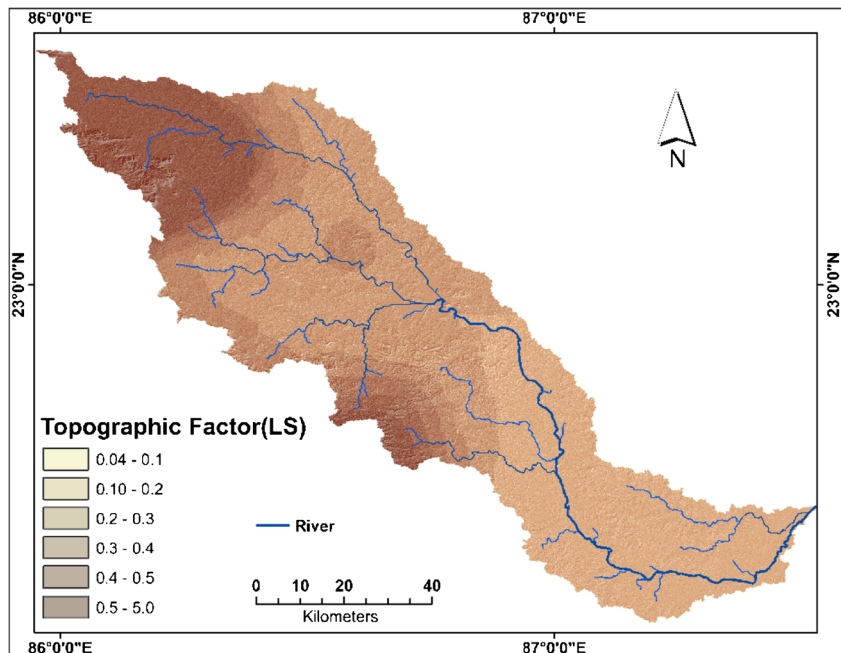 86°0'0"E
87°0'0"E
N
23°0'0"N
23°0'0"N
Topographic Factor(LS)
0.04 - 0.1
0.10 - 0.2
0.2 - 0.3
0.3 - 0.4
0.4 - 0.5
0.5 - 5.0
River
0 10 20 40
Kilometers
86°0'0"E
87°0'0"E